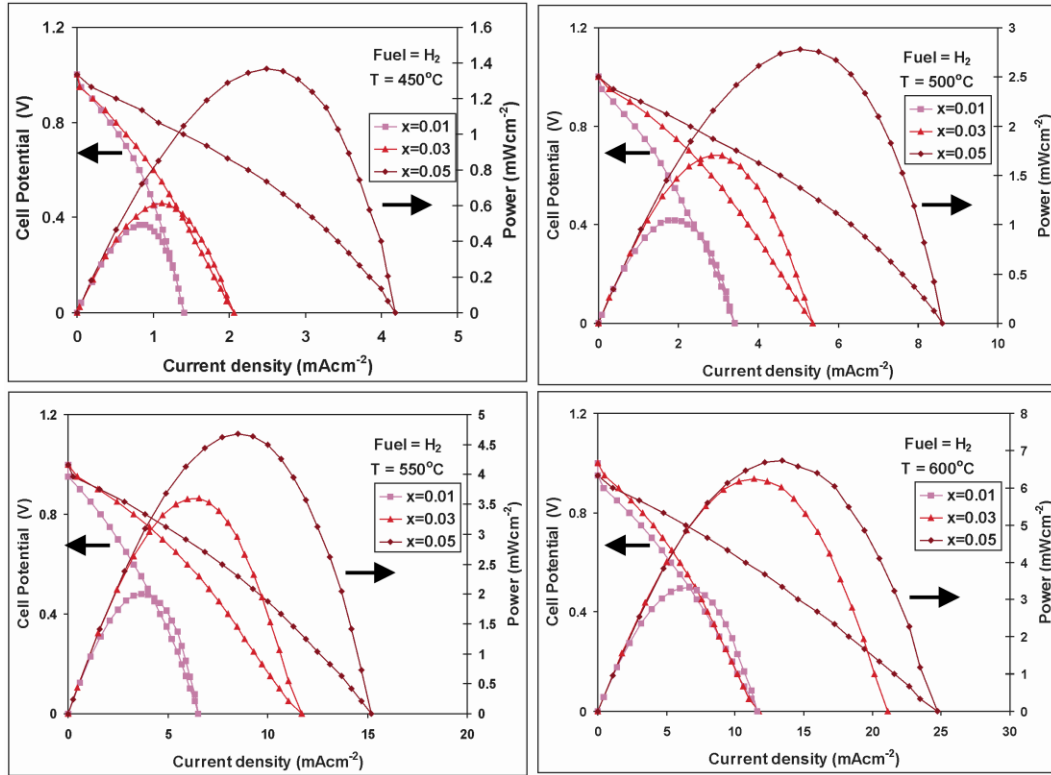 1.2
0.8
0.4
0
Cell Potential (V)
Fuel = H₂
T = 450°C
x=0.01
x=0.03
x=0.05
1.6
1.4
1.2
1
0.8
0.6
0.4
0.2
0
Power (mWcm⁻²)
0 1 2 3 4 5
Current density (mAcm⁻²)
1.2
0.8
0.4
0
Cell Potential (V)
Fuel = H₂
T = 500°C
x=0.01
x=0.03
x=0.05
3
2.5
2
1.5
1
0.5
0
Power (mWcm⁻²)
0 2 4 6 8 10
Current density (mAcm⁻²)
1.2
0.8
0.4
0
Cell Potential (V)
Fuel = H₂
T = 550°C
x=0.01
x=0.03
x=0.05
5
4.5
4
3.5
3
2.5
2
1.5
1
0.5
0
Power (mWcm⁻²)
0 5 10 15 20
Current density (mAcm⁻²)
1.2
0.8
0.4
0
Cell Potential (V)
Fuel = H₂
T = 600°C
x=0.01
x=0.03
x=0.05
8
7
6
5
4
3
2
1
0
Power (mWcm⁻²)
0 5 10 15 20 25 30
Current density (mAcm⁻²)